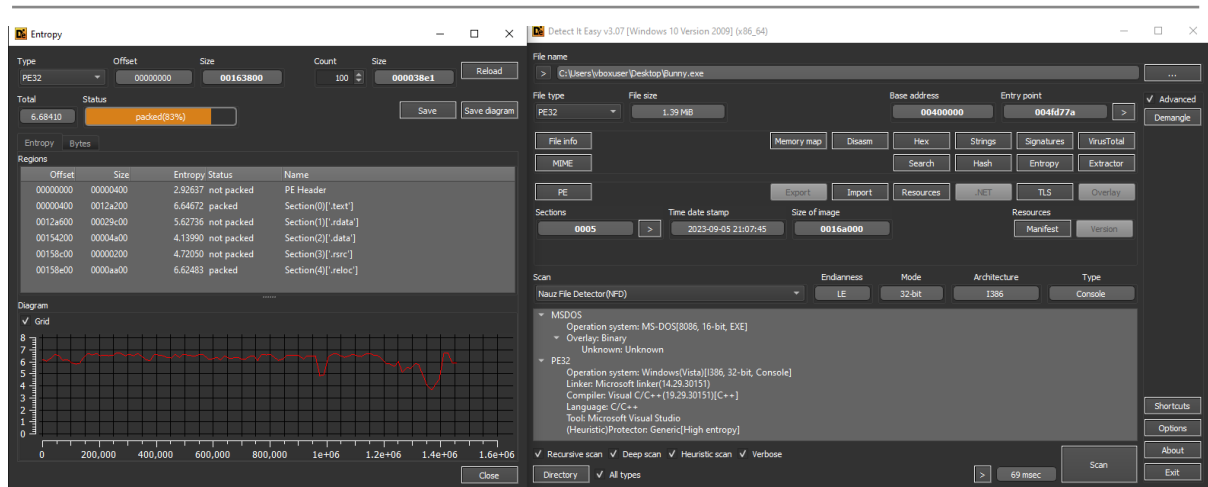 Entropy
Type Offset Size Count Size
PE32 00000000 00163800 100 000038e1 Reload
Total Status
6.68410 packed(83%) Save Save diagram
Entropy Bytes
Regions
Offset Size Entropy Status Name
00000000 00000400 2.92637 not packed PE Header
00000400 0012a200 6.64672 packed Section(0)['.text']
0012a600 00029c00 5.62736 not packed Section(1)['.rdata']
00154200 00004a00 4.13990 not packed Section(2)['.data']
00158c00 00000200 4.72050 not packed Section(3)['.rsrc']
00158e00 0000aa00 6.62483 packed Section(4)['.reloc']
Diagram
Grid
8
7
6
5
4
3
2
1
0
0 200,000 400,000 600,000 800,000 1e+06 1.2e+06 1.4e+06 1.6e+06
Close
Detect It Easy v3.07 [Windows 10 Version 2009] (x86_64)
File name
> C:\Users\vboxuser\Desktop\Bunny.exe ...
File type File size Base address Entry point Advanced
PE32 1.39 MiB 00400000 004fd77a > Demangle
File info Memory map Disasm Hex Strings Signatures VirusTotal
MIME Search Hash Entropy Extractor
PE Export Import Resources .NET TLS Overlay
Sections Time date stamp Size of image Resources
0005 > 2023-09-05 21:07:45 0016a000 Manifest Version
Scan Endianness Mode Architecture Type
Nauz File Detector(NFD) LE 32-bit I386 Console
MSDOS
Operation system: MS-DOS[8086, 16-bit, EXE]
Overlay: Binary
Unknown: Unknown
PE32
Operation system: Windows(Vista)[I386, 32-bit, Console]
Linker: Microsoft linker(14.29.30151)
Compiler: Visual C/C++(19.29.30151)[C++]
Language: C/C++
Tool: Microsoft Visual Studio
(Heuristic)Protector: Generic[High entropy]
Shortcuts
Options
Recursive scan Deep scan Heuristic scan Verbose About
Directory All types > 69 msec Scan Exit